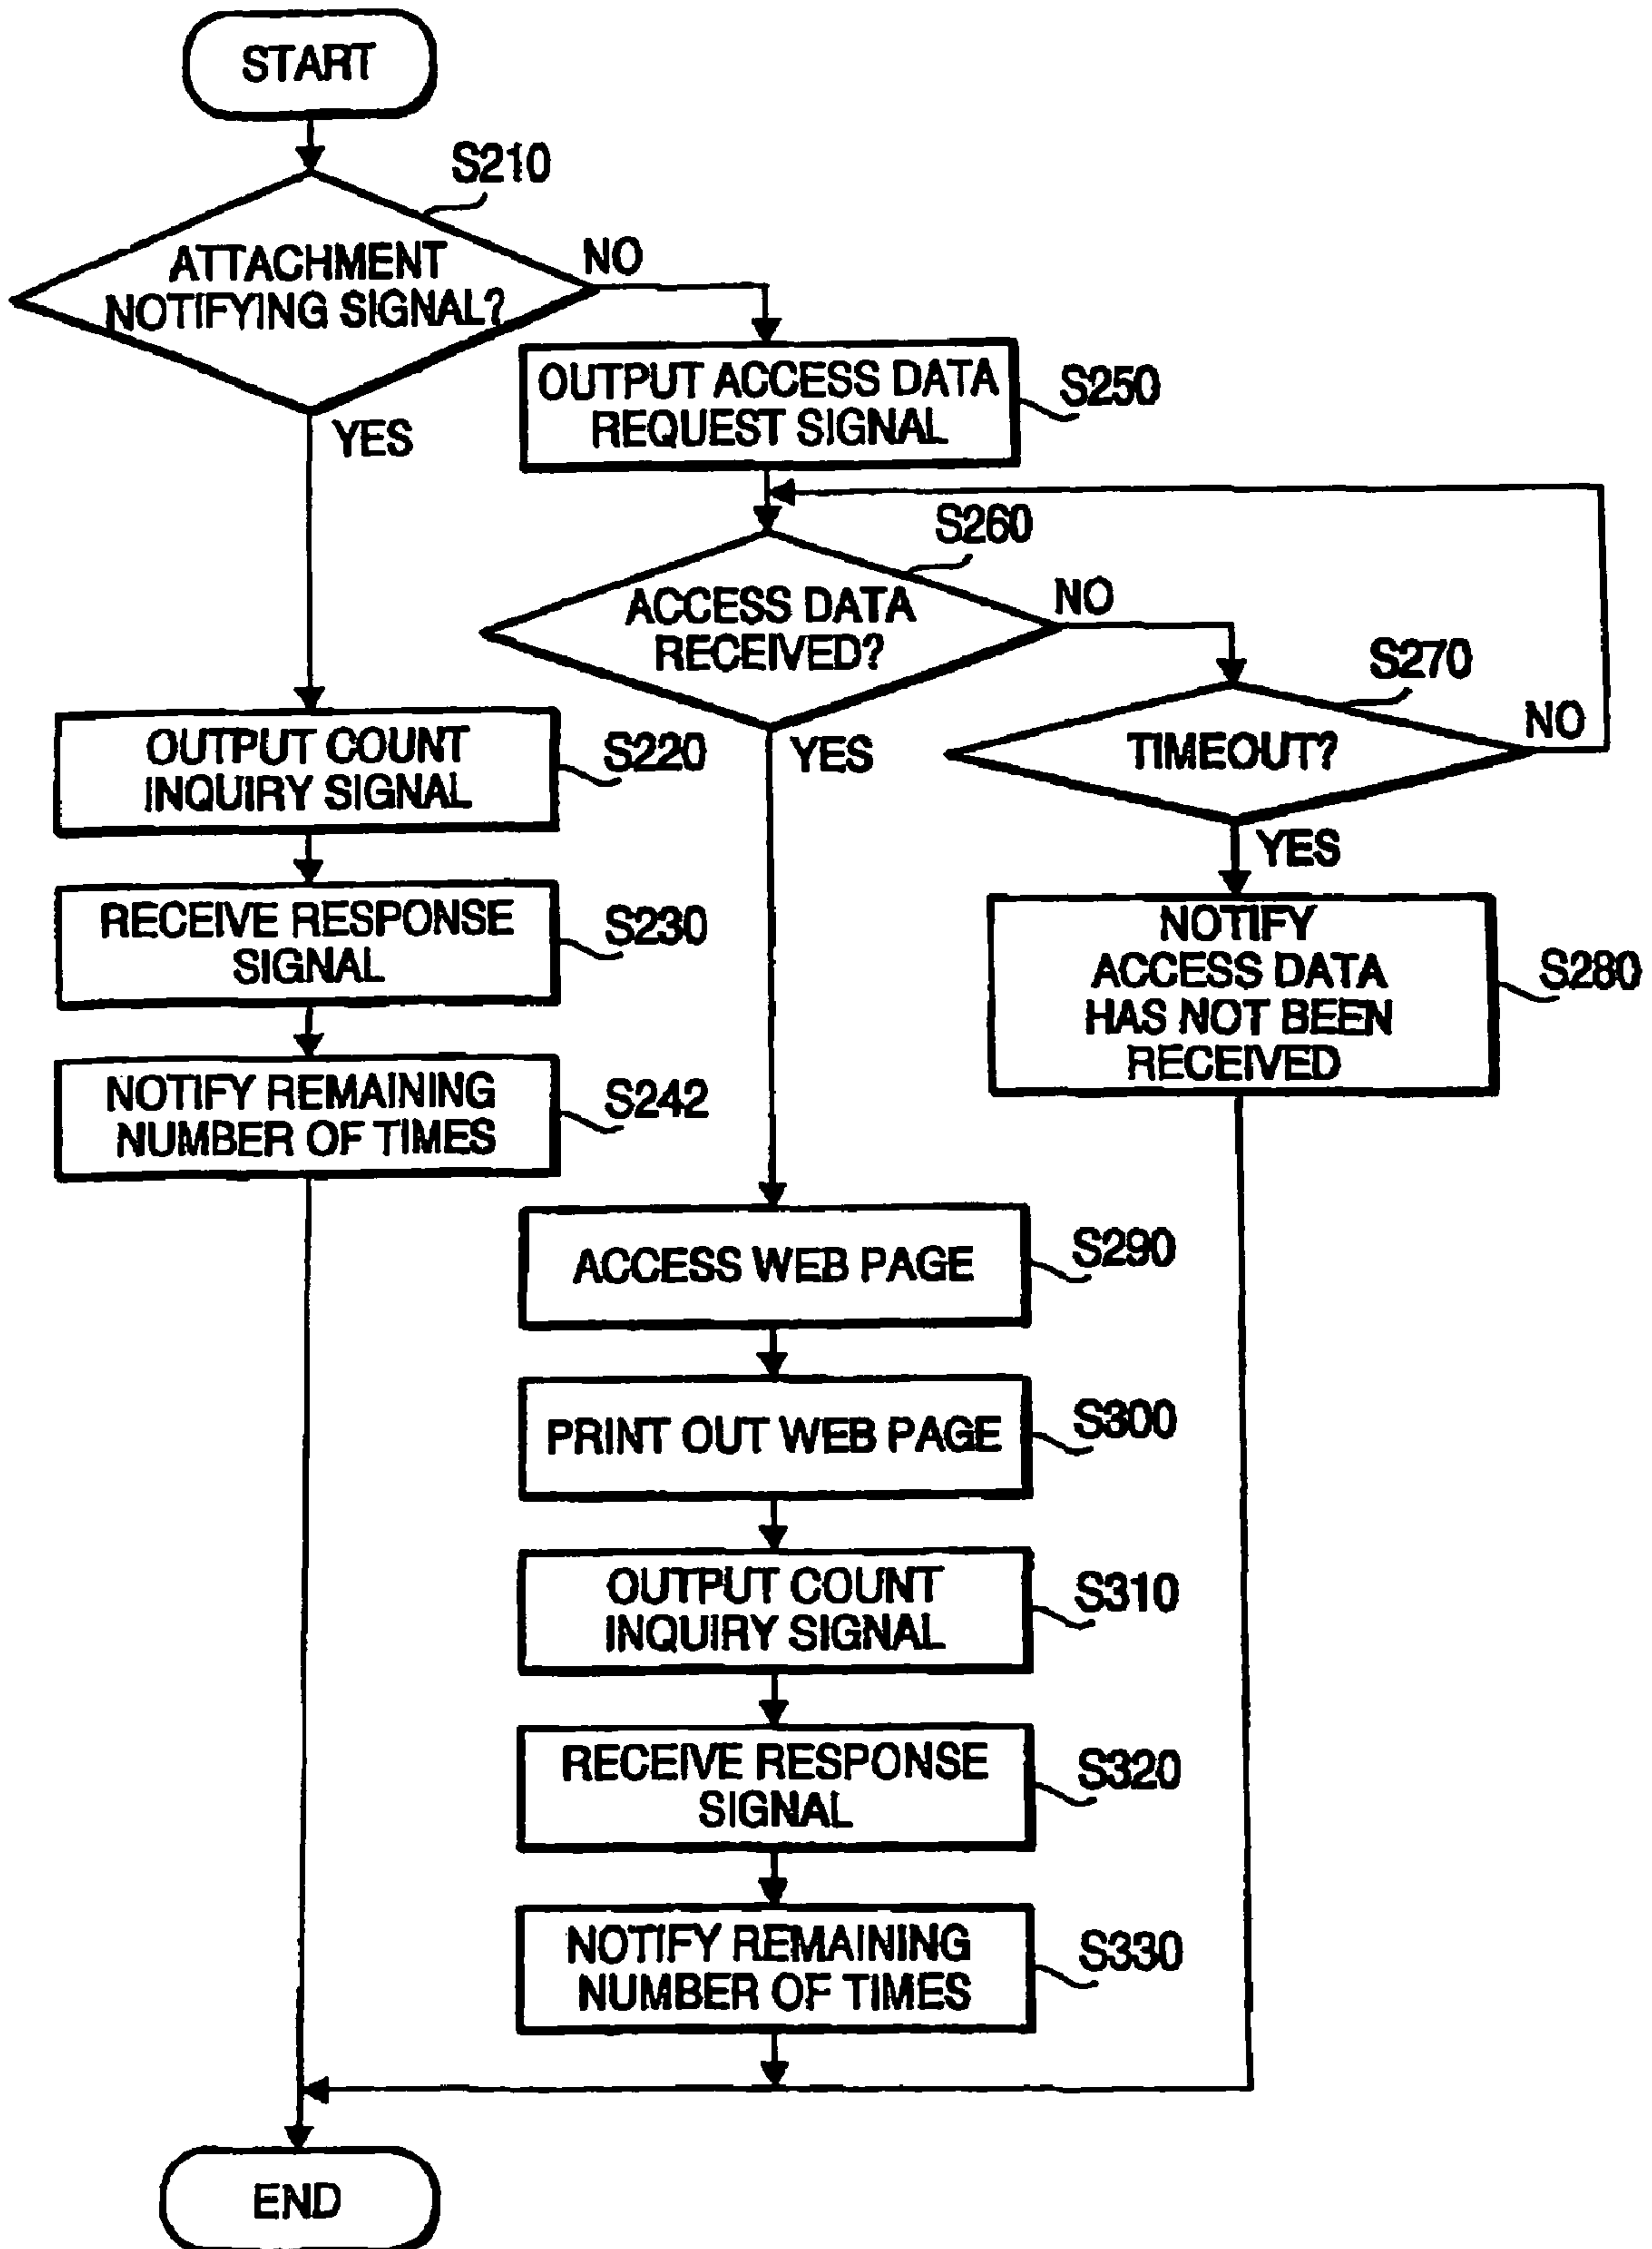 START
S210
ATTACHMENT
NOTIFYING SIGNAL?
NO
YES
OUTPUT ACCESS DATA
REQUEST SIGNAL
S250
S260
ACCESS DATA
RECEIVED?
NO
YES
S270
TIMEOUT?
NO
YES
OUTPUT COUNT
INQUIRY SIGNAL
S220
RECEIVE RESPONSE
SIGNAL
S230
NOTIFY
ACCESS DATA
HAS NOT BEEN
RECEIVED
S280
NOTIFY REMAINING
NUMBER OF TIMES
S242
ACCESS WEB PAGE
S290
PRINT OUT WEB PAGE
S300
OUTPUT COUNT
INQUIRY SIGNAL
S310
RECEIVE RESPONSE
SIGNAL
S320
NOTIFY REMAINING
NUMBER OF TIMES
S330
END